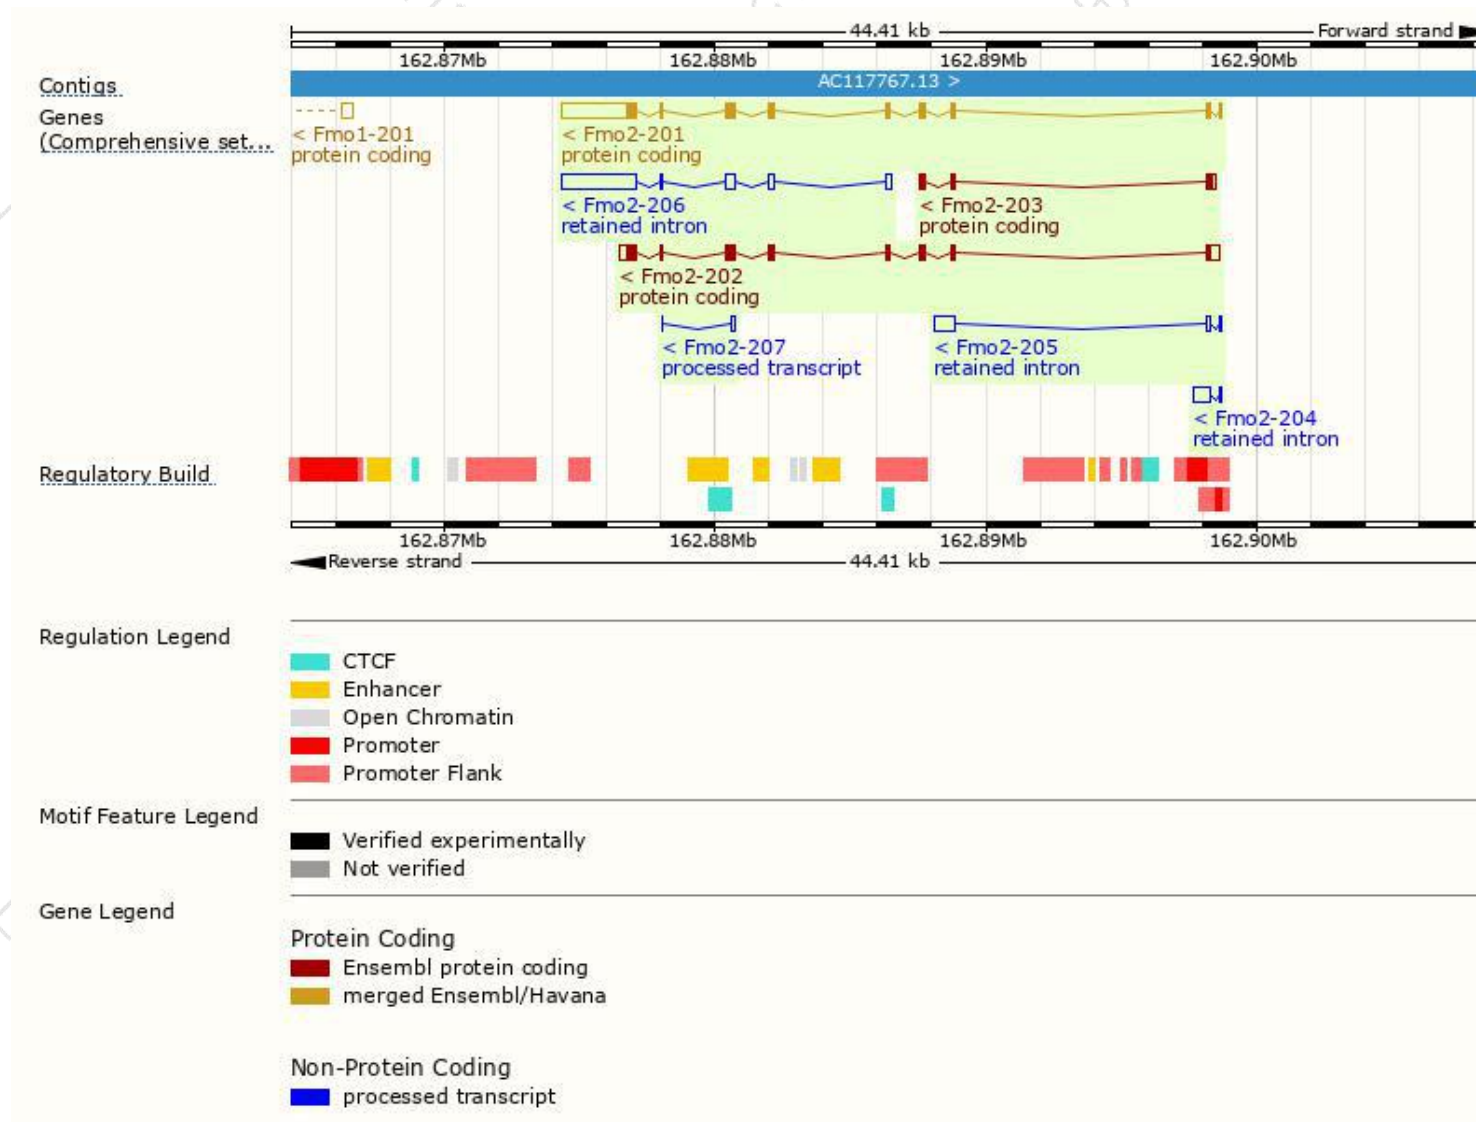 44.41 kb Forward strand
162.87Mb 162.88Mb 162.89Mb 162.90Mb
Contigs AC117767.13 >
Genes
(Comprehensive set...
< Fmo1-201 < Fmo2-201
protein coding protein coding
< Fmo2-206 < Fmo2-203
retained intron protein coding
< Fmo2-202
protein coding
< Fmo2-207 < Fmo2-205
processed transcript retained intron
< Fmo2-204
retained intron
Regulatory Build
162.87Mb 162.88Mb 162.89Mb 162.90Mb
Reverse strand 44.41 kb
Regulation Legend
CTCF
Enhancer
Open Chromatin
Promoter
Promoter Flank
Motif Feature Legend
Verified experimentally
Not verified
Gene Legend
Protein Coding
Ensembl protein coding
merged Ensembl/Havana
Non-Protein Coding
processed transcript